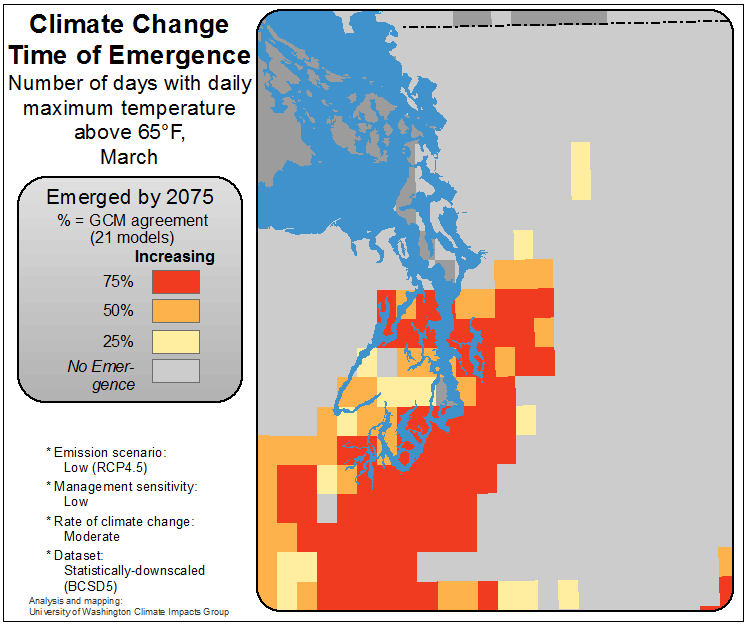 Climate Change
Time of Emergence
Number of days with daily
maximum temperature
above 65°F,
March
Emerged by 2075
% = GCM agreement
(21 models)
Increasing
75%
50%
25%
No Emer-
gence
* Emission scenario:
Low (RCP4.5)
* Management sensitivity:
Low
* Rate of climate change:
Moderate
* Dataset:
Statistically-downscaled
(BCSD5)
Analysis and mapping:
University of Washington Climate Impacts Group